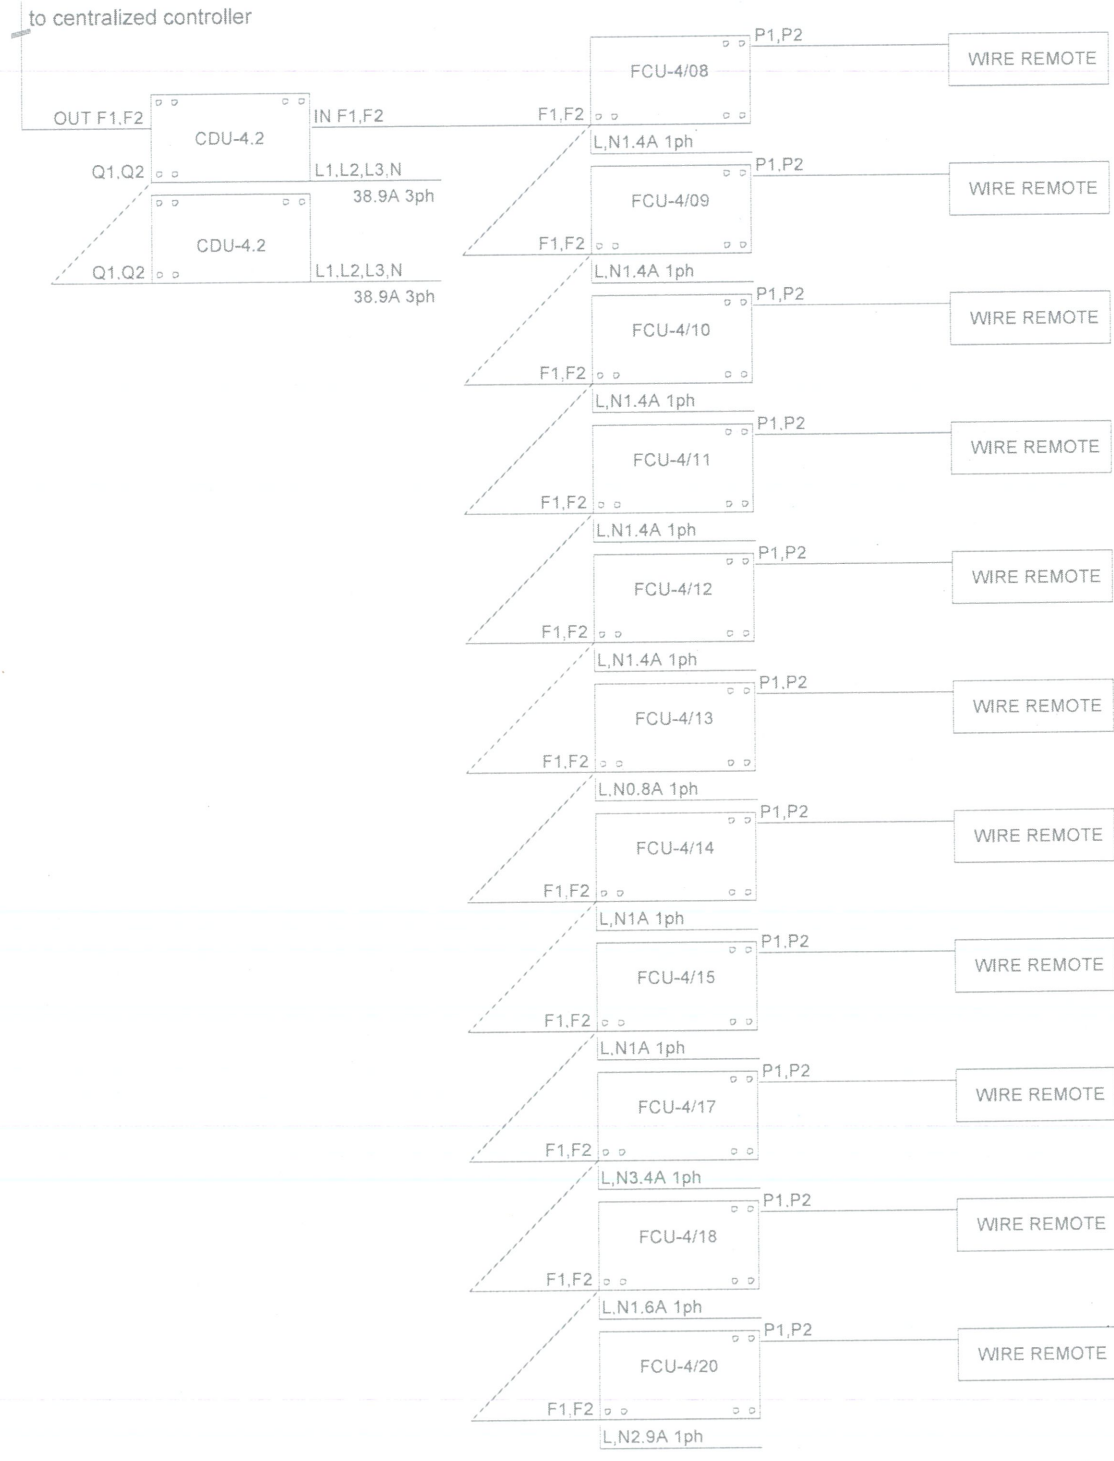 to centralized controller
OUT F1,F2
CDU-4.2
IN F1,F2
Q1,Q2
L1,L2,L3,N
38.9A 3ph
CDU-4.2
Q1,Q2
L1,L2,L3,N
38.9A 3ph
P1,P2
FCU-4/08
WIRE REMOTE
F1,F2
L,N1.4A 1ph
P1,P2
FCU-4/09
WIRE REMOTE
F1,F2
L,N1.4A 1ph
P1,P2
FCU-4/10
WIRE REMOTE
F1,F2
L,N1.4A 1ph
P1,P2
FCU-4/11
WIRE REMOTE
F1,F2
L,N1.4A 1ph
P1,P2
FCU-4/12
WIRE REMOTE
F1,F2
L,N1.4A 1ph
P1,P2
FCU-4/13
WIRE REMOTE
F1,F2
L,N0.8A 1ph
P1,P2
FCU-4/14
WIRE REMOTE
F1,F2
L,N1A 1ph
P1,P2
FCU-4/15
WIRE REMOTE
F1,F2
L,N1A 1ph
P1,P2
FCU-4/17
WIRE REMOTE
F1,F2
L,N3.4A 1ph
P1,P2
FCU-4/18
WIRE REMOTE
F1,F2
L,N1.6A 1ph
P1,P2
FCU-4/20
WIRE REMOTE
F1,F2
L,N2.9A 1ph